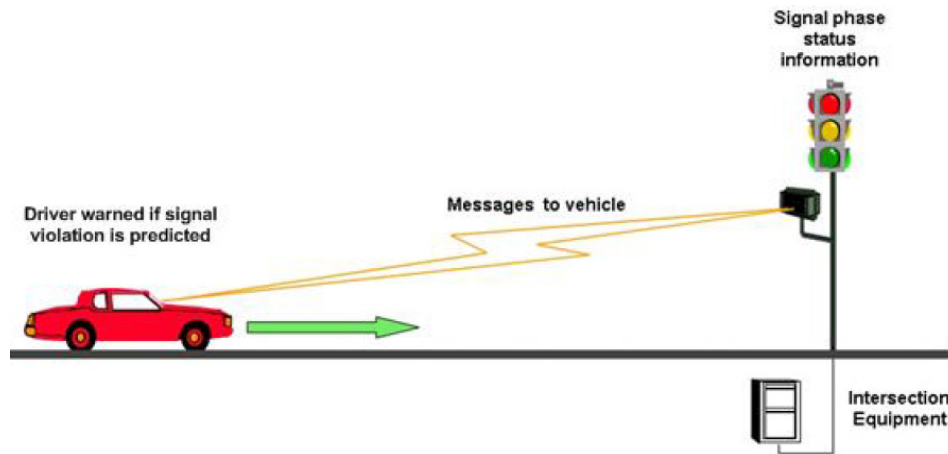 Signal phase
status
information
Messages to vehicle
Driver warned if signal
violation is predicted
Intersection
Equipment